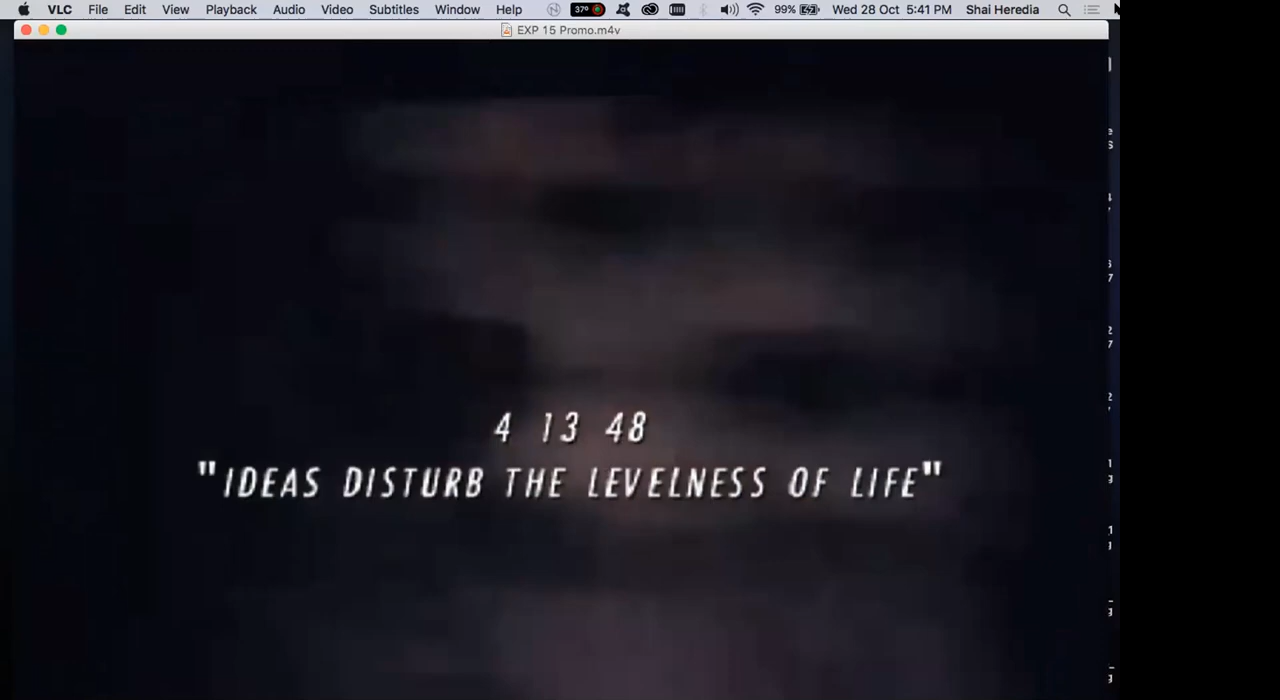 VLC File Edit View Playback Audio Video Subtitles Window Help 37° 99% Wed 28 Oct 5:41 PM Shai Heredia
EXP 15 Promo.m4v
4 13 48
"IDEAS DISTURB THE LEVELNESS OF LIFE"